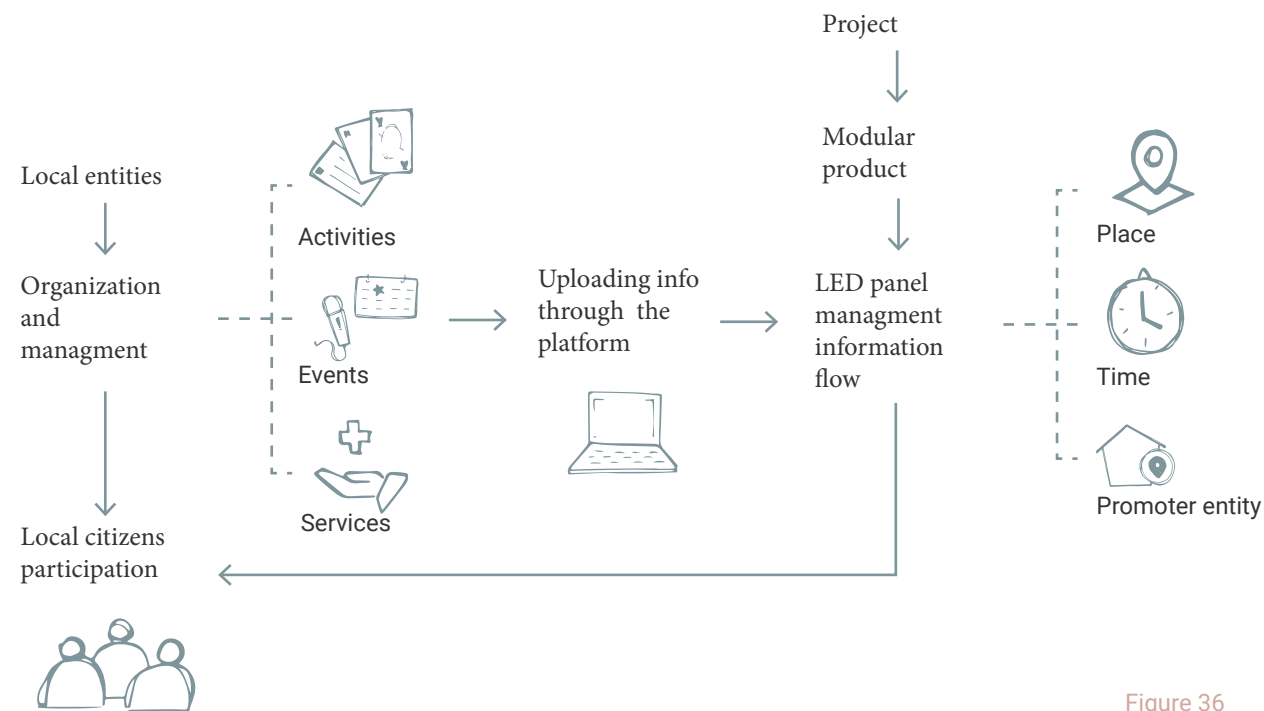 Project
Modular
product
Local entities
Activities
Place
Organization
and
managment
Events
Uploading info
through the
platform
LED panel
managment
information
flow
Time
Services
Promoter entity
Local citizens
participation
Figure 36